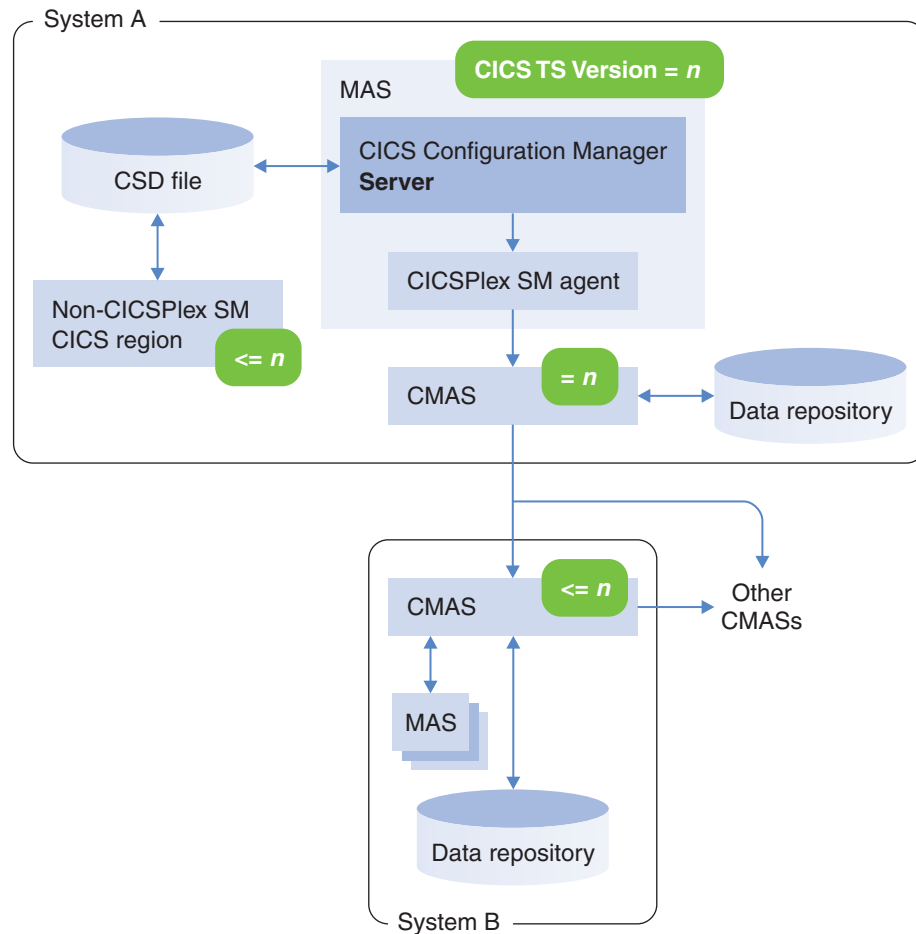 System A
CICS TS Version = n
MAS
CICS Configuration Manager
Server
CSD file
CICSPlex SM agent
Non-CICSPlex SM
CICS region
<= n
CMAS
= n
Data repository
CMAS
<= n
Other
CMASs
MAS
Data repository
System B